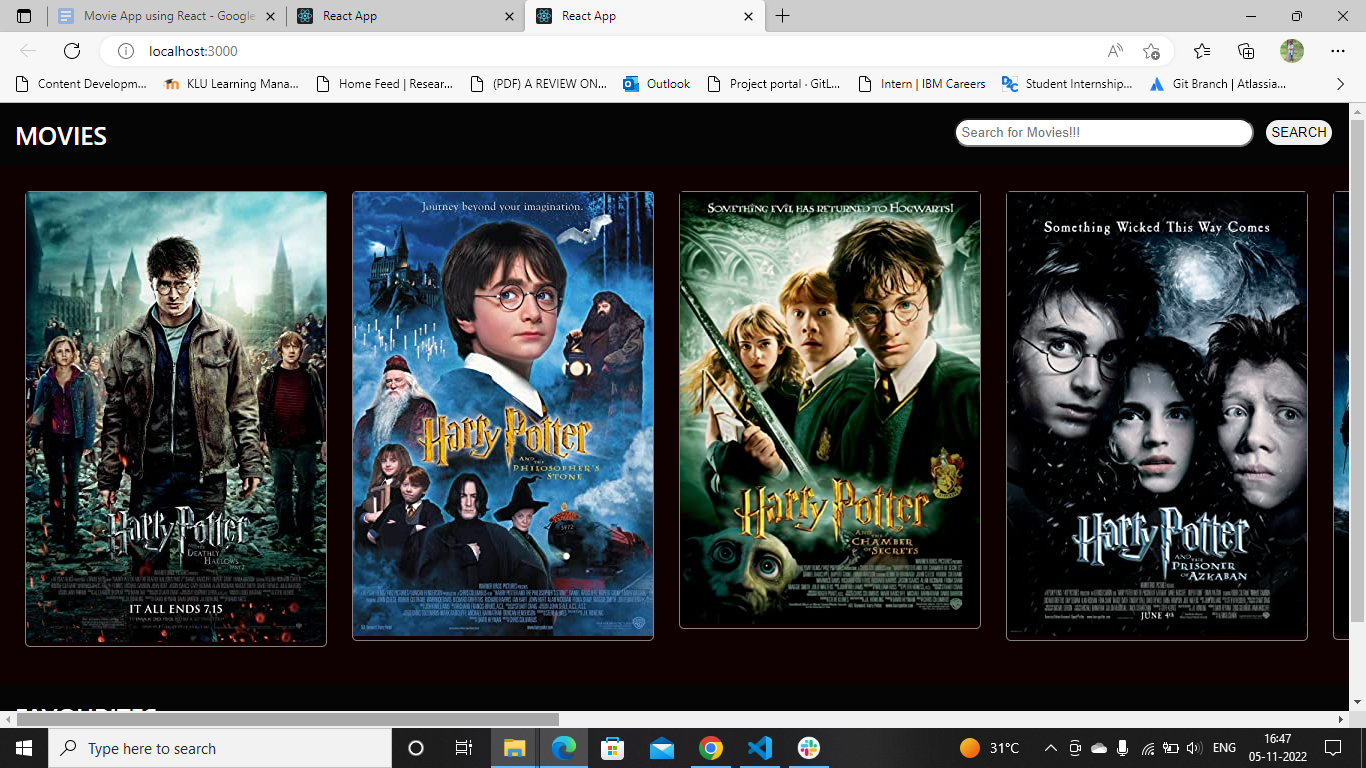 Movie App using React - Google
React App
React App
localhost:3000
Content Developm...
KLU Learning Mana...
Home Feed | Resear...
(PDF) A REVIEW ON...
Outlook
Project portal · GitL...
Intern | IBM Careers
Student Internship...
Git Branch | Atlassia...
MOVIES
Search for Movies!!!
SEARCH
HARRY POTTER
AND THE
DEATHLY
HALLOWS
PART 2
IT ALL ENDS 7.15
Journey beyond your imagination.
HARRY POTTER
AND THE
PHILOSOPHER'S
STONE
SOMETHING EVIL HAS RETURNED TO HOGWARTS!
HARRY POTTER
AND THE
CHAMBER
OF SECRETS
Something Wicked This Way Comes
HARRY POTTER
AND THE
PRISONER
OF AZKABAN
JUNE 4th
FAVOURITES
Type here to search
31°C
ENG
16:47
05-11-2022